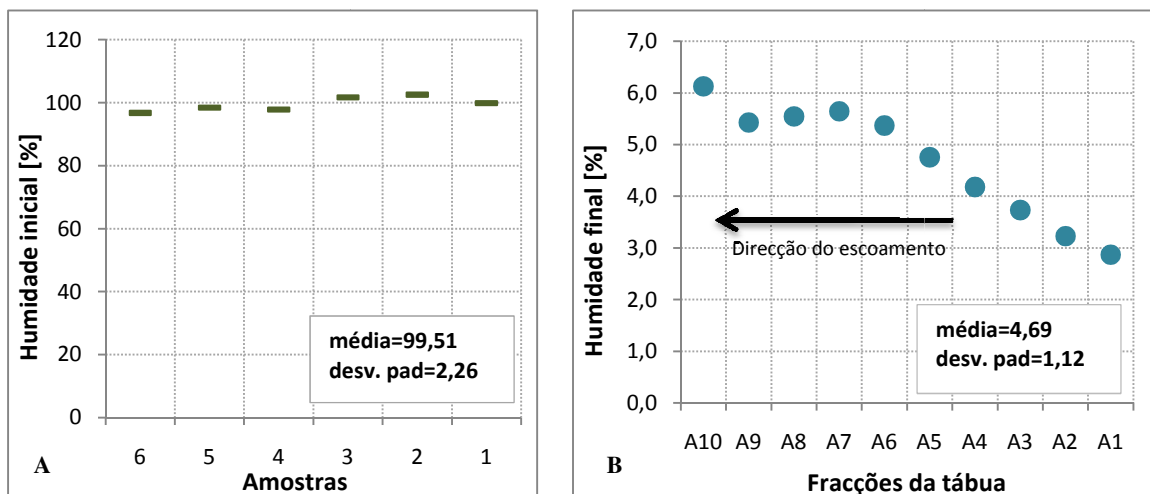 120
100
80
60
40
20
0
Humidade inicial [%]
média=99,51
desv. pad=2,26
6 5 4 3 2 1
A
Amostras
7,0
6,0
5,0
4,0
3,0
2,0
1,0
0,0
Humidade final [%]
Direcção do escoamento
média=4,69
desv. pad=1,12
A10 A9 A8 A7 A6 A5 A4 A3 A2 A1
B
Fracções da tábua